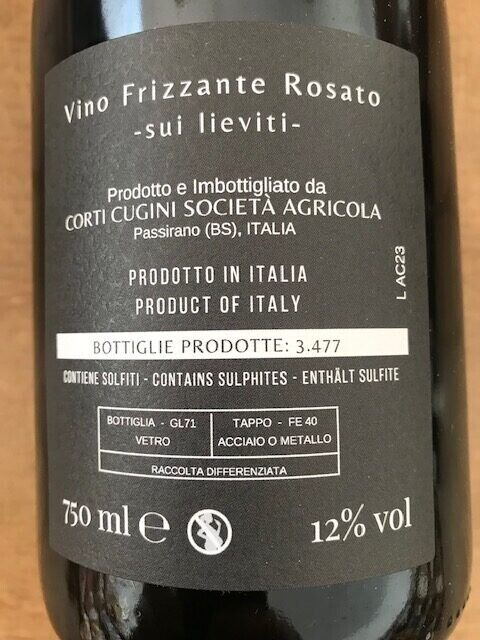 Vino Frizzante Rosato
-sui lieviti-
Prodotto e Imbottigliato da
CORTI CUGINI SOCIETÀ AGRICOLA
Passirano (BS), ITALIA
L AC23
PRODOTTO IN ITALIA
PRODUCT OF ITALY
BOTTIGLIE PRODOTTE: 3.477
CONTIENE SOLFITI - CONTAINS SULPHITES - ENTHÄLT SULFITE
BOTTIGLIA - GL71
VETRO
TAPPO - FE 40
ACCIAIO O METALLO
RACCOLTA DIFFERENZIATA
750 ml e
12% vol